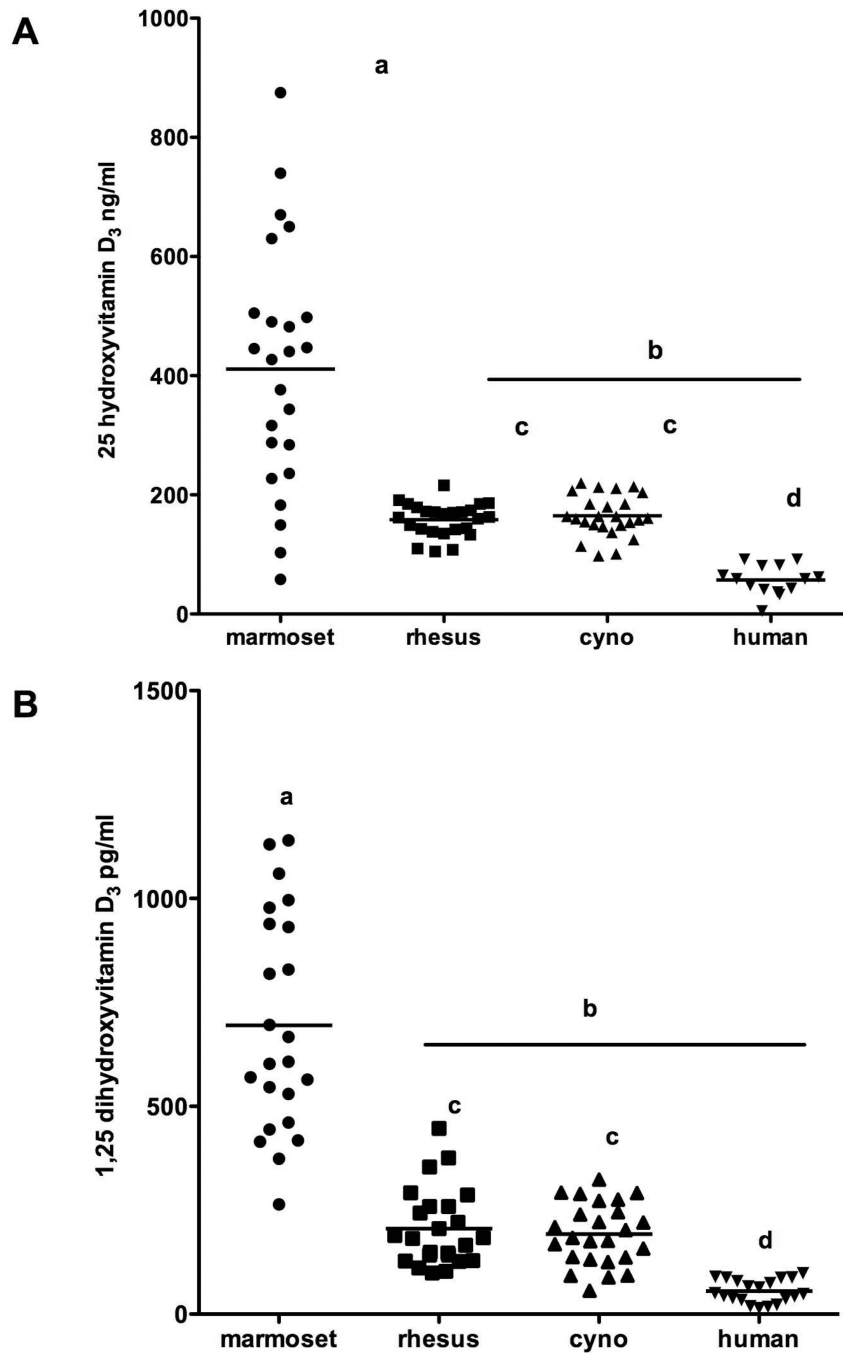 A
1000
800
600
400
200
0
25 hydroxyvitamin D3 ng/ml
a
b
c c
d
marmoset rhesus cyno human
B
1500
1000
500
0
1,25 dihydroxyvitamin D3 pg/ml
a
b
c
c
d
marmoset rhesus cyno human